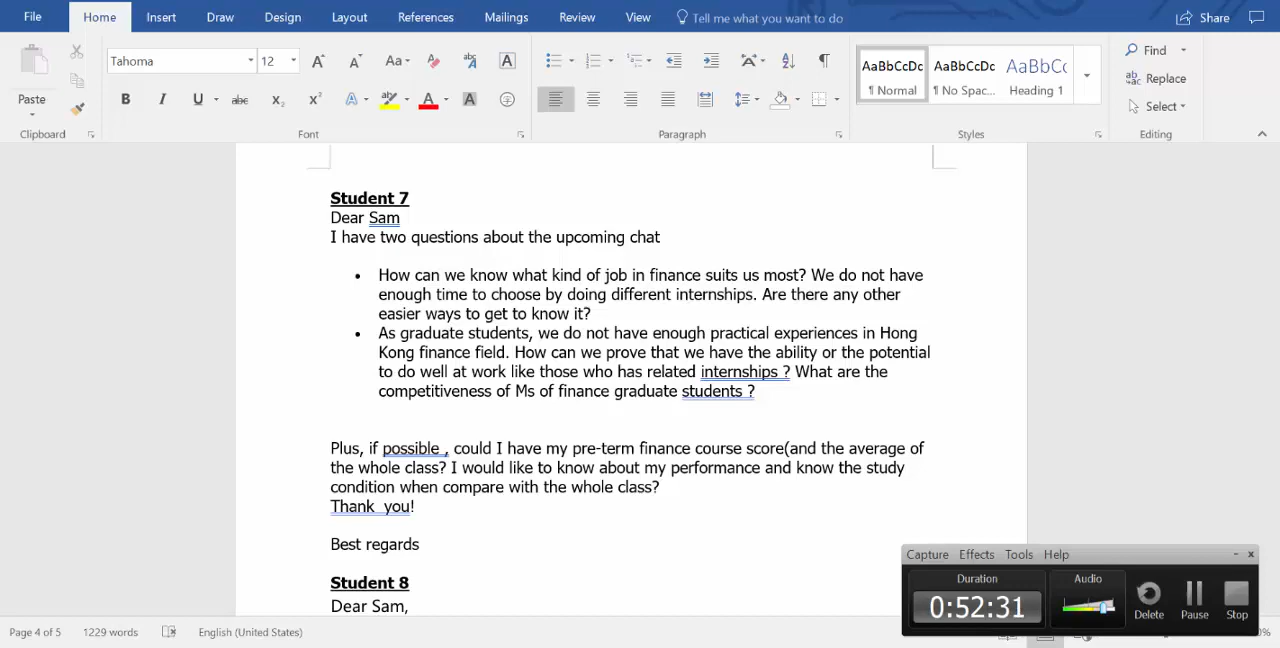 File Home Insert Draw Design Layout References Mailings Review View Tell me what you want to do Share
Tahoma 12 Aa A
AaBbCcDc AaBbCcDc AaBbCc
Find
Paste
B I U abc X₂ X² A A A
¶ Normal ¶ No Spac... Heading 1
Replace
Select
Clipboard Font Paragraph Styles Editing
Student 7
Dear Sam
I have two questions about the upcoming chat
• How can we know what kind of job in finance suits us most? We do not have
enough time to choose by doing different internships. Are there any other
easier ways to get to know it?
• As graduate students, we do not have enough practical experiences in Hong
Kong finance field. How can we prove that we have the ability or the potential
to do well at work like those who has related internships ? What are the
competitiveness of Ms of finance graduate students ?
Plus, if possible , could I have my pre-term finance course score(and the average of
the whole class? I would like to know about my performance and know the study
condition when compare with the whole class?
Thank  you!
Best regards
Student 8
Dear Sam,
Capture Effects Tools Help
Duration Audio
0:52:31
Delete Pause Stop
Page 4 of 5 1229 words English (United States)